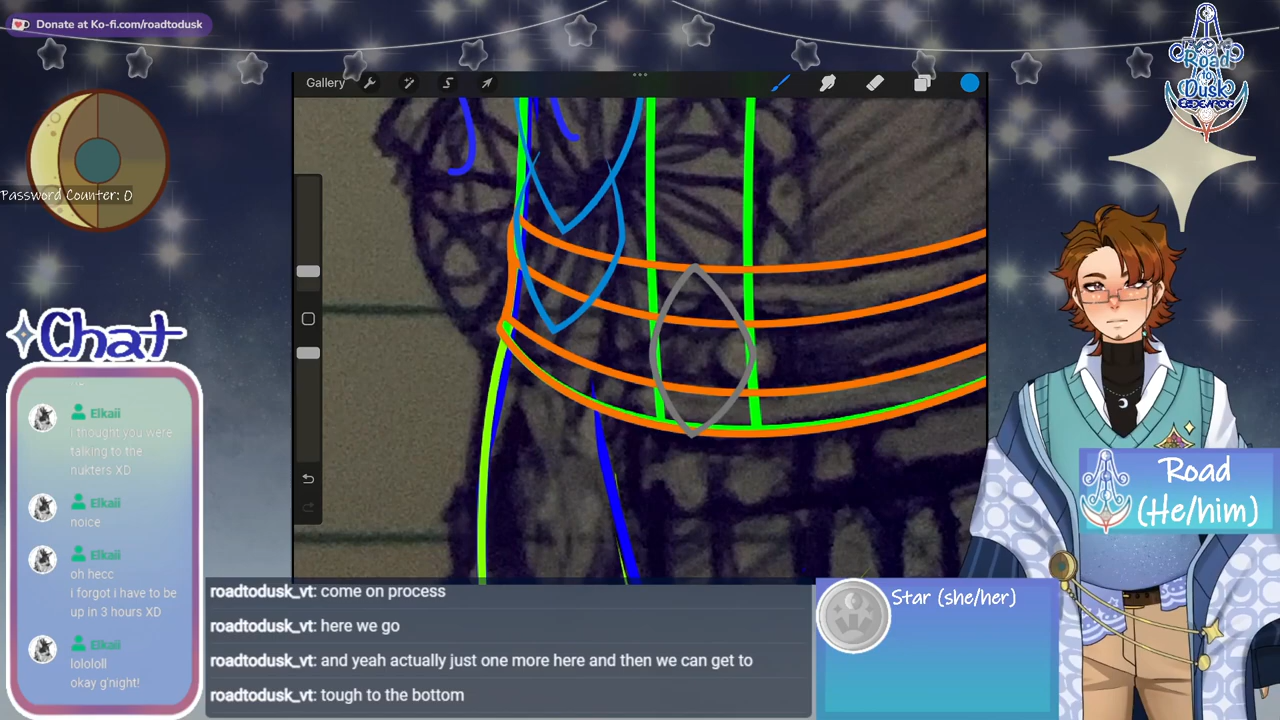 Donate at Ko-fi.com/roadtodusk
Road
to
Dusk
Gallery
Password Counter: 0
Chat
Elkaii
i thought you were
talking to the
nukters XD
Elkaii
noice
Elkaii
oh hecc
i forgot i have to be
up in 3 hours XD
Elkaii
lolololl
okay g'night!
roadtodusk_vt: come on process
roadtodusk_vt: here we go
roadtodusk_vt: and yeah actually just one more here and then we can get to
roadtodusk_vt: tough to the bottom
Star (she/her)
Road
(He/him)